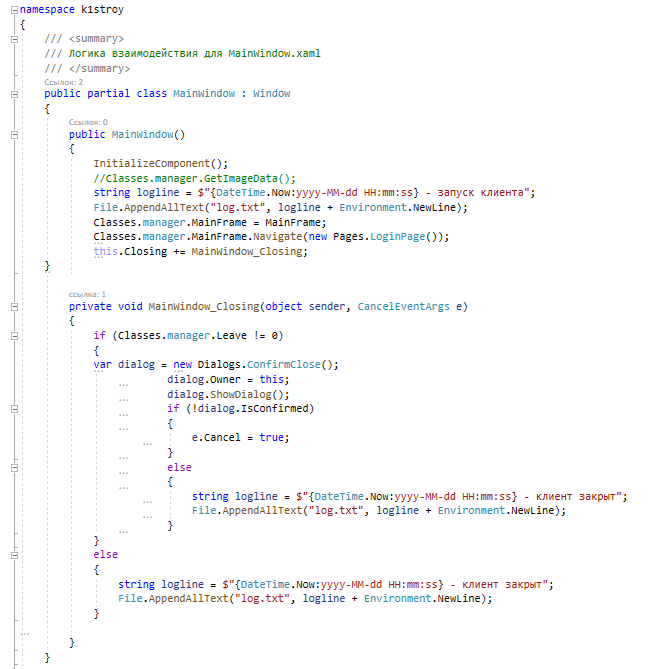 namespace k1stroy
{
/// <summary>
/// Логика взаимодействия для MainWindow.xaml
/// </summary>
Ссылок: 2
public partial class MainWindow : Window
{
Ссылок: 0
public MainWindow()
{
InitializeComponent();
//Classes.manager.GetImageData();
string logline = $"{DateTime.Now:yyyy-MM-dd HH:mm:ss} - запуск клиента";
File.AppendAllText("log.txt", logline + Environment.NewLine);
Classes.manager.MainFrame = MainFrame;
Classes.manager.MainFrame.Navigate(new Pages.LoginPage());
this.Closing += MainWindow_Closing;
}
ссылка: 1
private void MainWindow_Closing(object sender, CancelEventArgs e)
{
if (Classes.manager.Leave != 0)
{
var dialog = new Dialogs.ConfirmClose();
dialog.Owner = this;
dialog.ShowDialog();
if (!dialog.IsConfirmed)
{
e.Cancel = true;
}
else
{
string logline = $"{DateTime.Now:yyyy-MM-dd HH:mm:ss} - клиент закрыт";
File.AppendAllText("log.txt", logline + Environment.NewLine);
}
}
else
{
string logline = $"{DateTime.Now:yyyy-MM-dd HH:mm:ss} - клиент закрыт";
File.AppendAllText("log.txt", logline + Environment.NewLine);
}
}
}